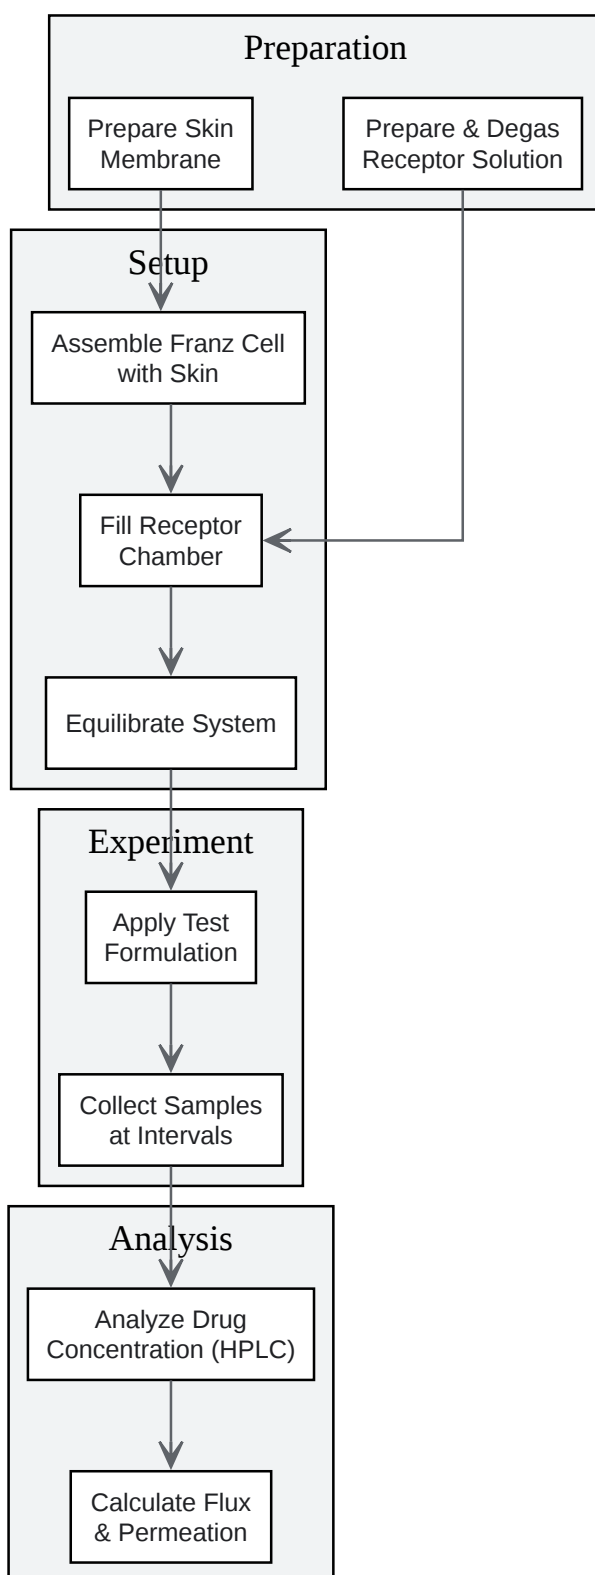 Preparation
Prepare Skin
Membrane
Prepare & Degas
Receptor Solution
Setup
Assemble Franz Cell
with Skin
Fill Receptor
Chamber
Equilibrate System
Experiment
Apply Test
Formulation
Collect Samples
at Intervals
Analysis
Analyze Drug
Concentration (HPLC)
Calculate Flux
& Permeation